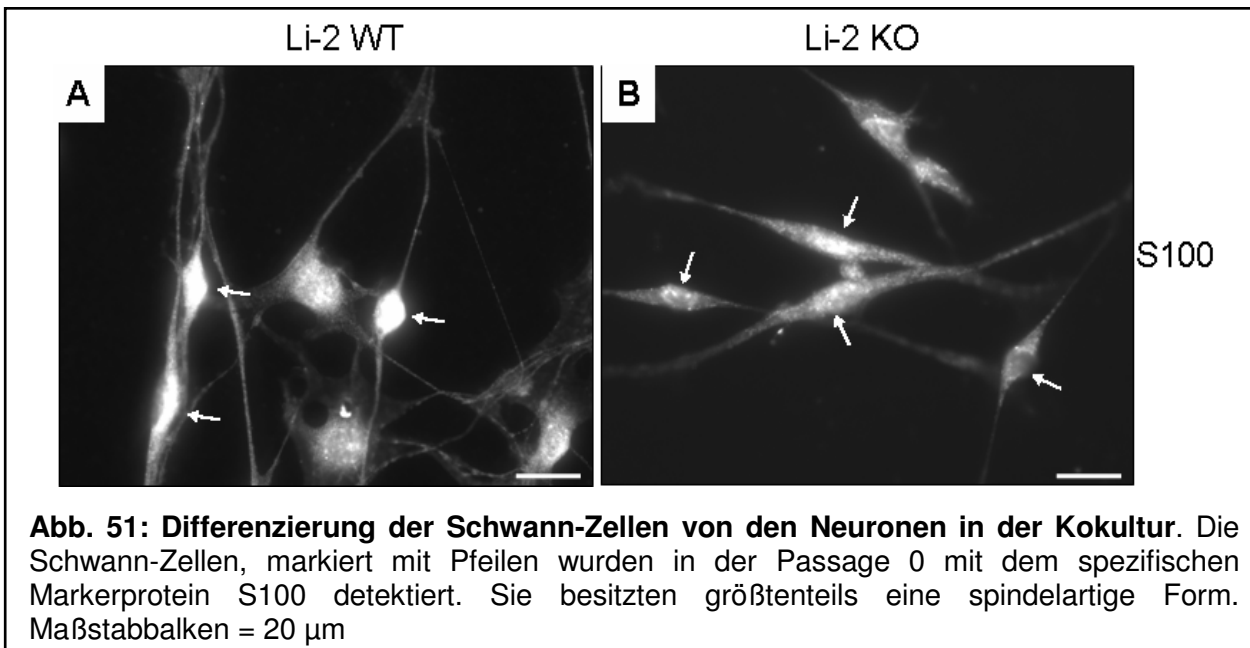 Li-2 WT
Li-2 KO
A
B
S100
Abb. 51: Differenzierung der Schwann-Zellen von den Neuronen in der Kokultur. Die
Schwann-Zellen, markiert mit Pfeilen wurden in der Passage 0 mit dem spezifischen
Markerprotein S100 detektiert. Sie besitzten größtenteils eine spindelartige Form.
Maßstabbalken = 20 µm